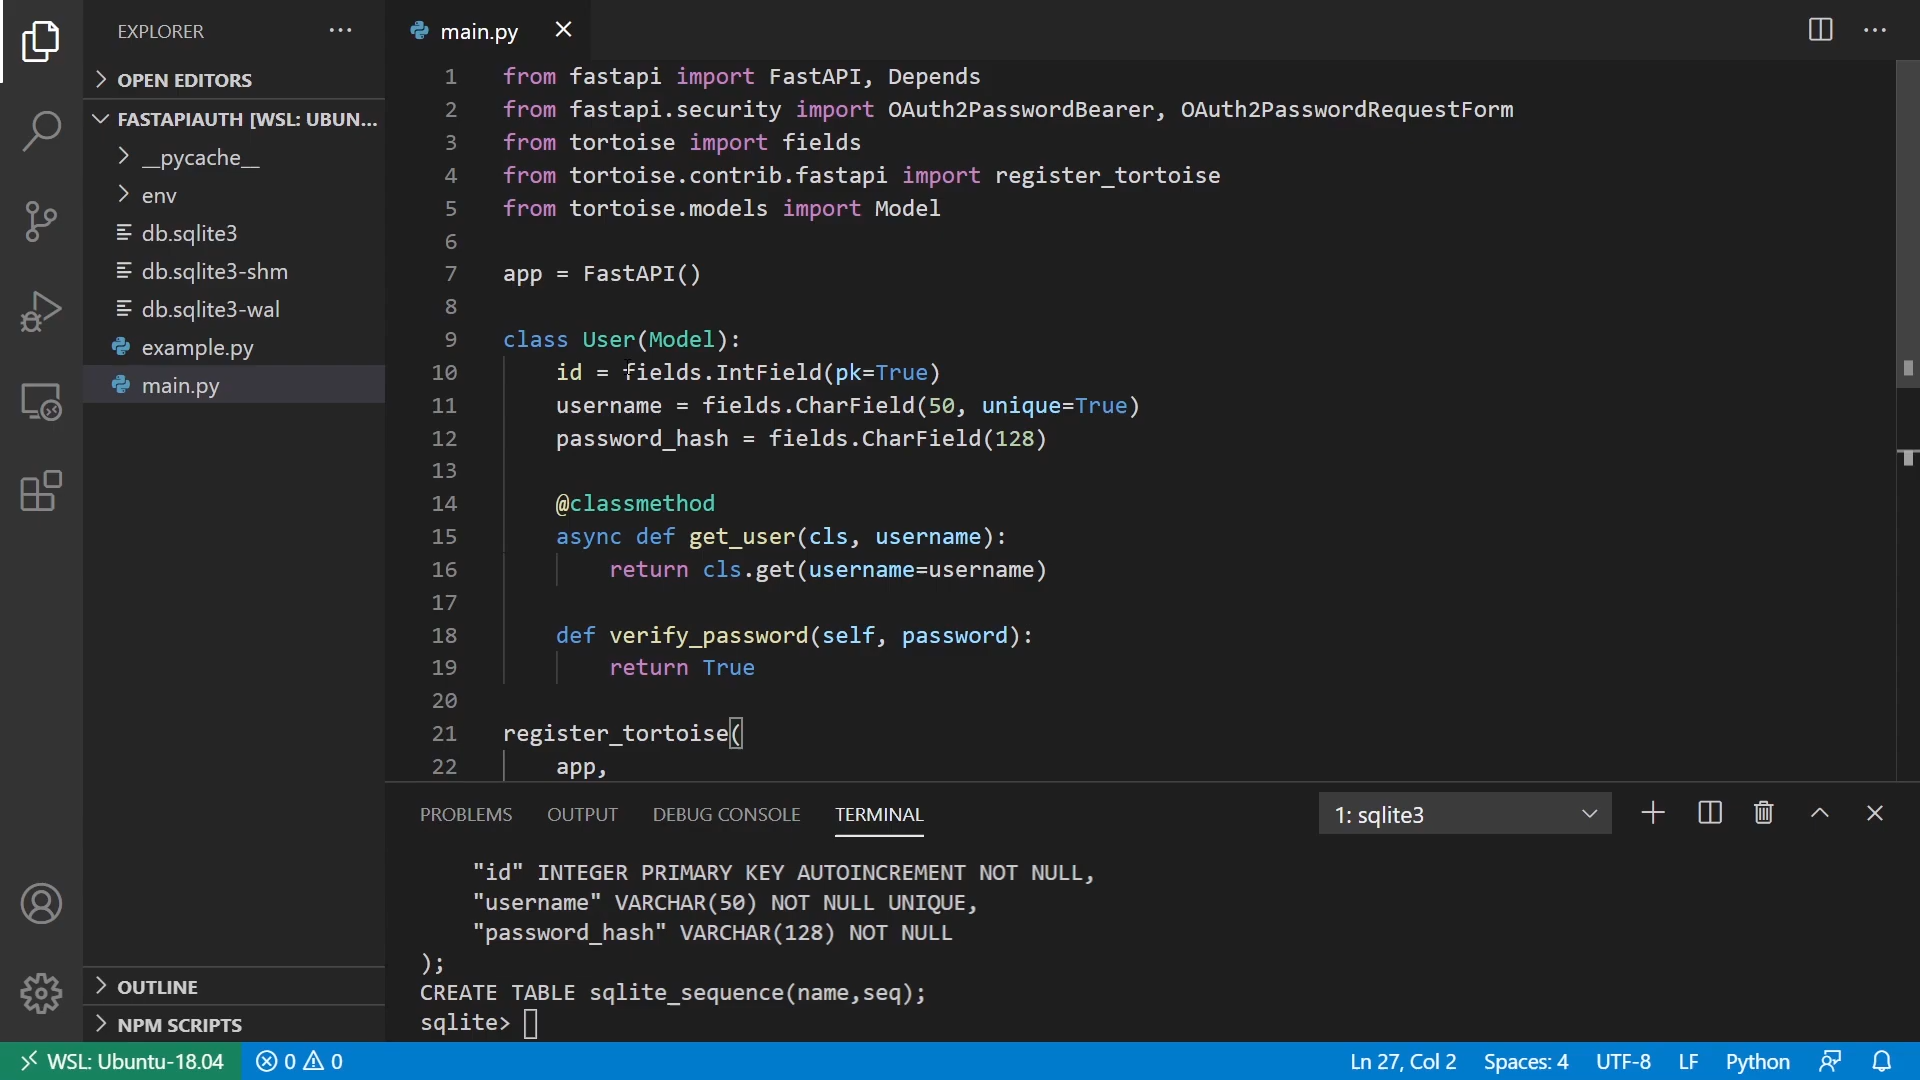 EXPLORER
OPEN EDITORS
FASTAPIAUTH [WSL: UBUN...
__pycache__
env
db.sqlite3
db.sqlite3-shm
db.sqlite3-wal
example.py
main.py
OUTLINE
NPM SCRIPTS
main.py
1 from fastapi import FastAPI, Depends
2 from fastapi.security import OAuth2PasswordBearer, OAuth2PasswordRequestForm
3 from tortoise import fields
4 from tortoise.contrib.fastapi import register_tortoise
5 from tortoise.models import Model
6
7 app = FastAPI()
8
9 class User(Model):
10 id = fields.IntField(pk=True)
11 username = fields.CharField(50, unique=True)
12 password_hash = fields.CharField(128)
13
14 @classmethod
15 async def get_user(cls, username):
16 return cls.get(username=username)
17
18 def verify_password(self, password):
19 return True
20
21 register_tortoise(
22 app,
PROBLEMS OUTPUT DEBUG CONSOLE TERMINAL 1: sqlite3
"id" INTEGER PRIMARY KEY AUTOINCREMENT NOT NULL,
"username" VARCHAR(50) NOT NULL UNIQUE,
"password_hash" VARCHAR(128) NOT NULL
);
CREATE TABLE sqlite_sequence(name,seq);
sqlite>
WSL: Ubuntu-18.04 0 0 Ln 27, Col 2 Spaces: 4 UTF-8 LF Python